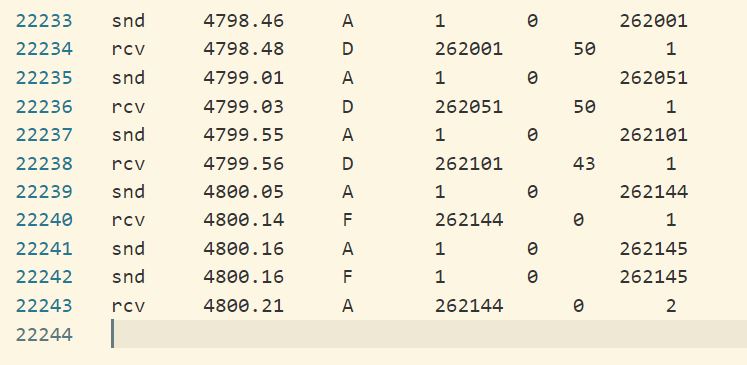 22233 snd 4798.46 A 1 0 262001
22234 rcv 4798.48 D 262001 50 1
22235 snd 4799.01 A 1 0 262051
22236 rcv 4799.03 D 262051 50 1
22237 snd 4799.55 A 1 0 262101
22238 rcv 4799.56 D 262101 43 1
22239 snd 4800.05 A 1 0 262144
22240 rcv 4800.14 F 262144 0 1
22241 snd 4800.16 A 1 0 262145
22242 snd 4800.16 F 1 0 262145
22243 rcv 4800.21 A 262144 0 2
22244